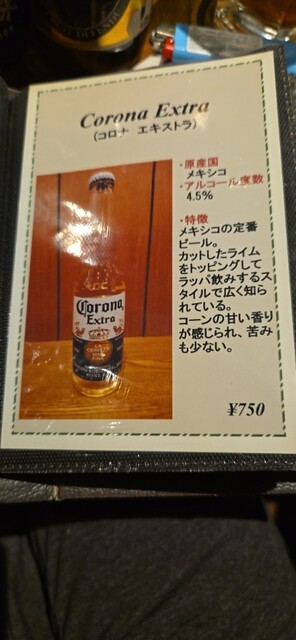 Corona Extra
(コロナ エキストラ)
・原産国
メキシコ
・アルコール度数
4.5%
・特徴
メキシコの定番
ビール。
カットしたライム
をトッピングして
ラッパ飲みするス
タイルで広く知ら
れている。
コーンの甘い香り
が感じられ、苦み
も少ない。
Corona
Extra
¥750